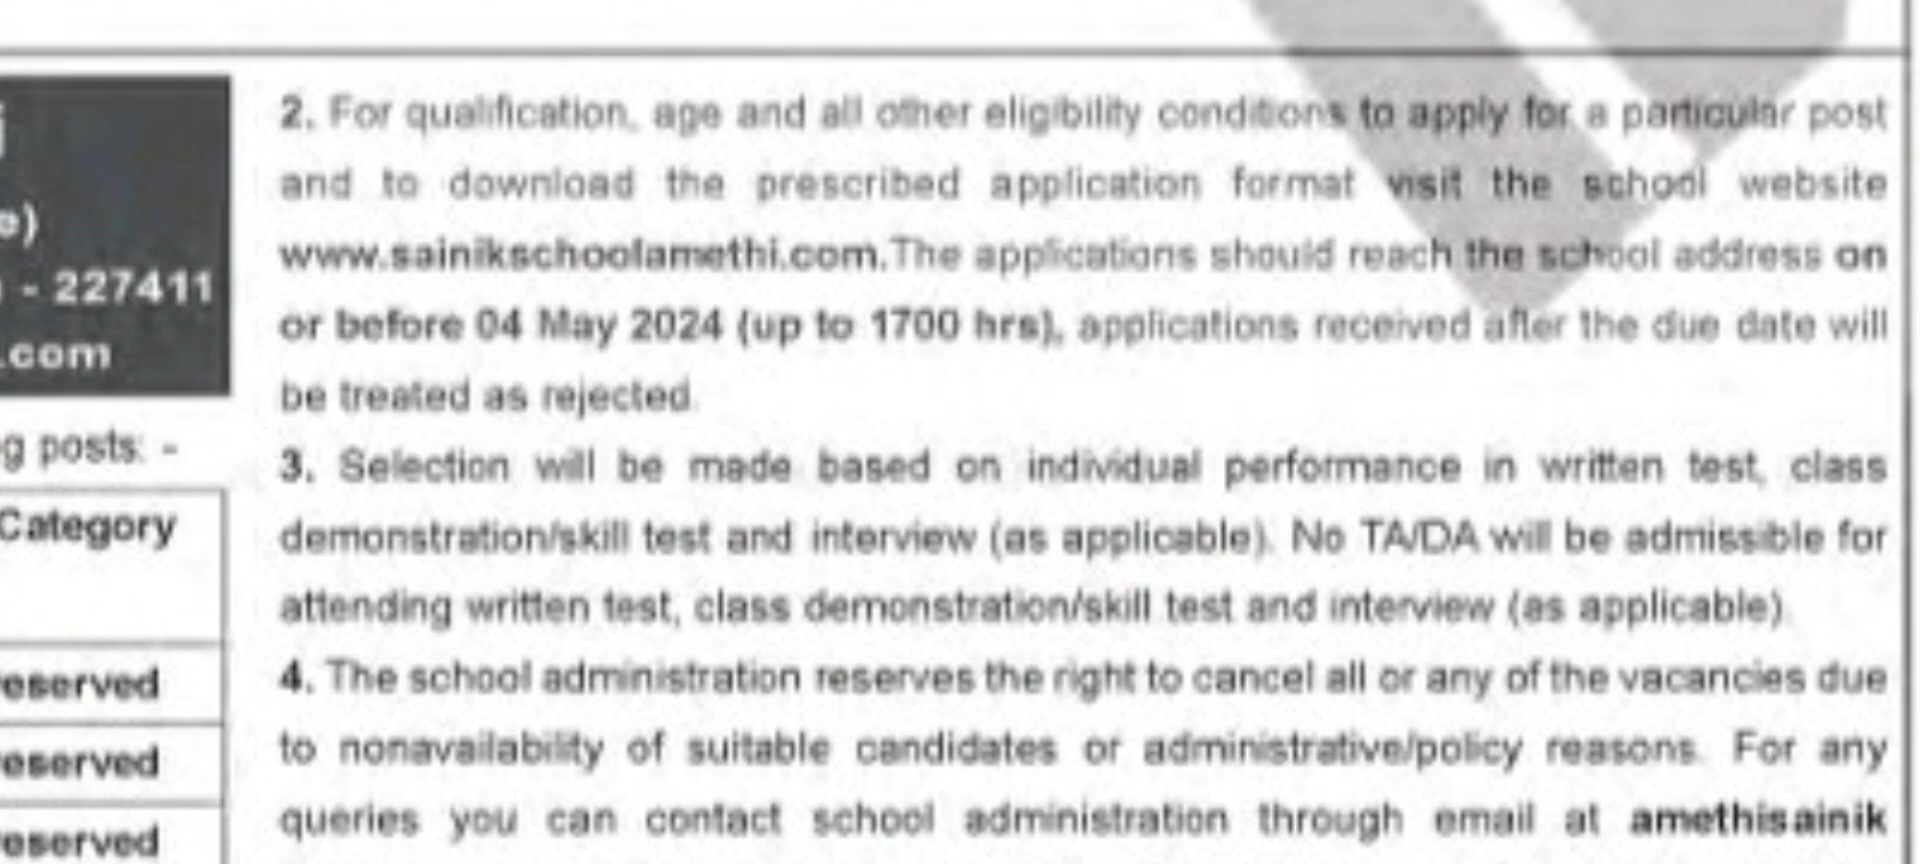 e)
- 227411
.com
g posts: -
Category
eserved
eserved
eserved
2. For qualification, age and all other eligibility conditions to apply for a particular post
and to download the prescribed application format visit the school website
www.sainikschoolamethi.com.The applications should reach the school address on
or before 04 May 2024 (up to 1700 hrs), applications received after the due date will
be treated as rejected.
3. Selection will be made based on individual performance in written test, class
demonstration/skill test and interview (as applicable). No TA/DA will be admissible for
attending written test, class demonstration/skill test and interview (as applicable).
4. The school administration reserves the right to cancel all or any of the vacancies due
to nonavailability of suitable candidates or administrative/policy reasons. For any
queries you can contact school administration through email at amethisainik